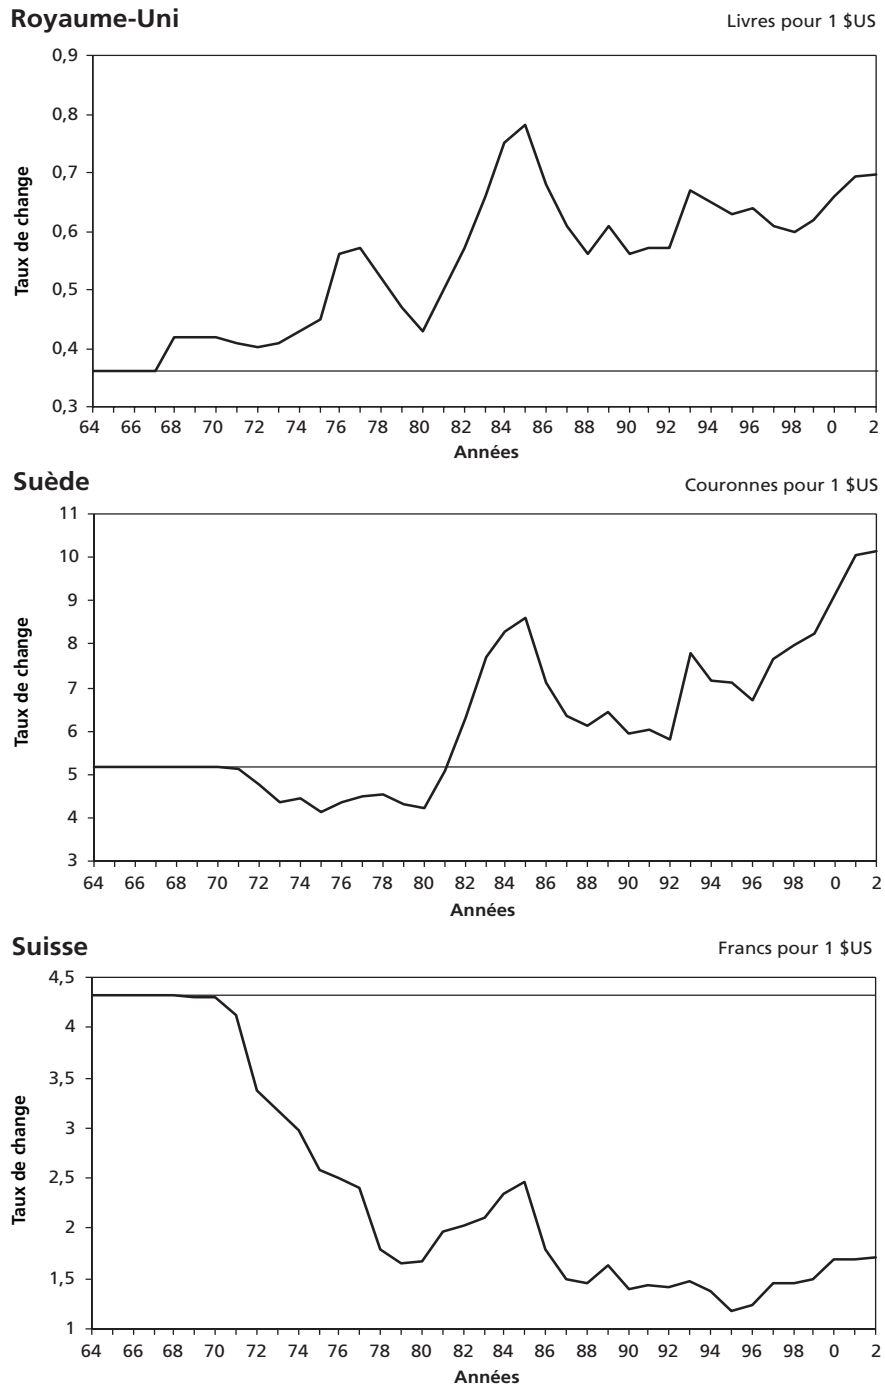 Royaume-Uni
Livres pour 1 $US
Taux de change
0,9
0,8
0,7
0,6
0,5
0,4
0,3
64 66 68 70 72 74 76 78 80 82 84 86 88 90 92 94 96 98 0 2
Années
Suède
Couronnes pour 1 $US
Taux de change
11
10
9
8
7
6
5
4
3
64 66 68 70 72 74 76 78 80 82 84 86 88 90 92 94 96 98 0 2
Années
Suisse
Francs pour 1 $US
Taux de change
4,5
4
3,5
3
2,5
2
1,5
1
64 66 68 70 72 74 76 78 80 82 84 86 88 90 92 94 96 98 0 2
Années